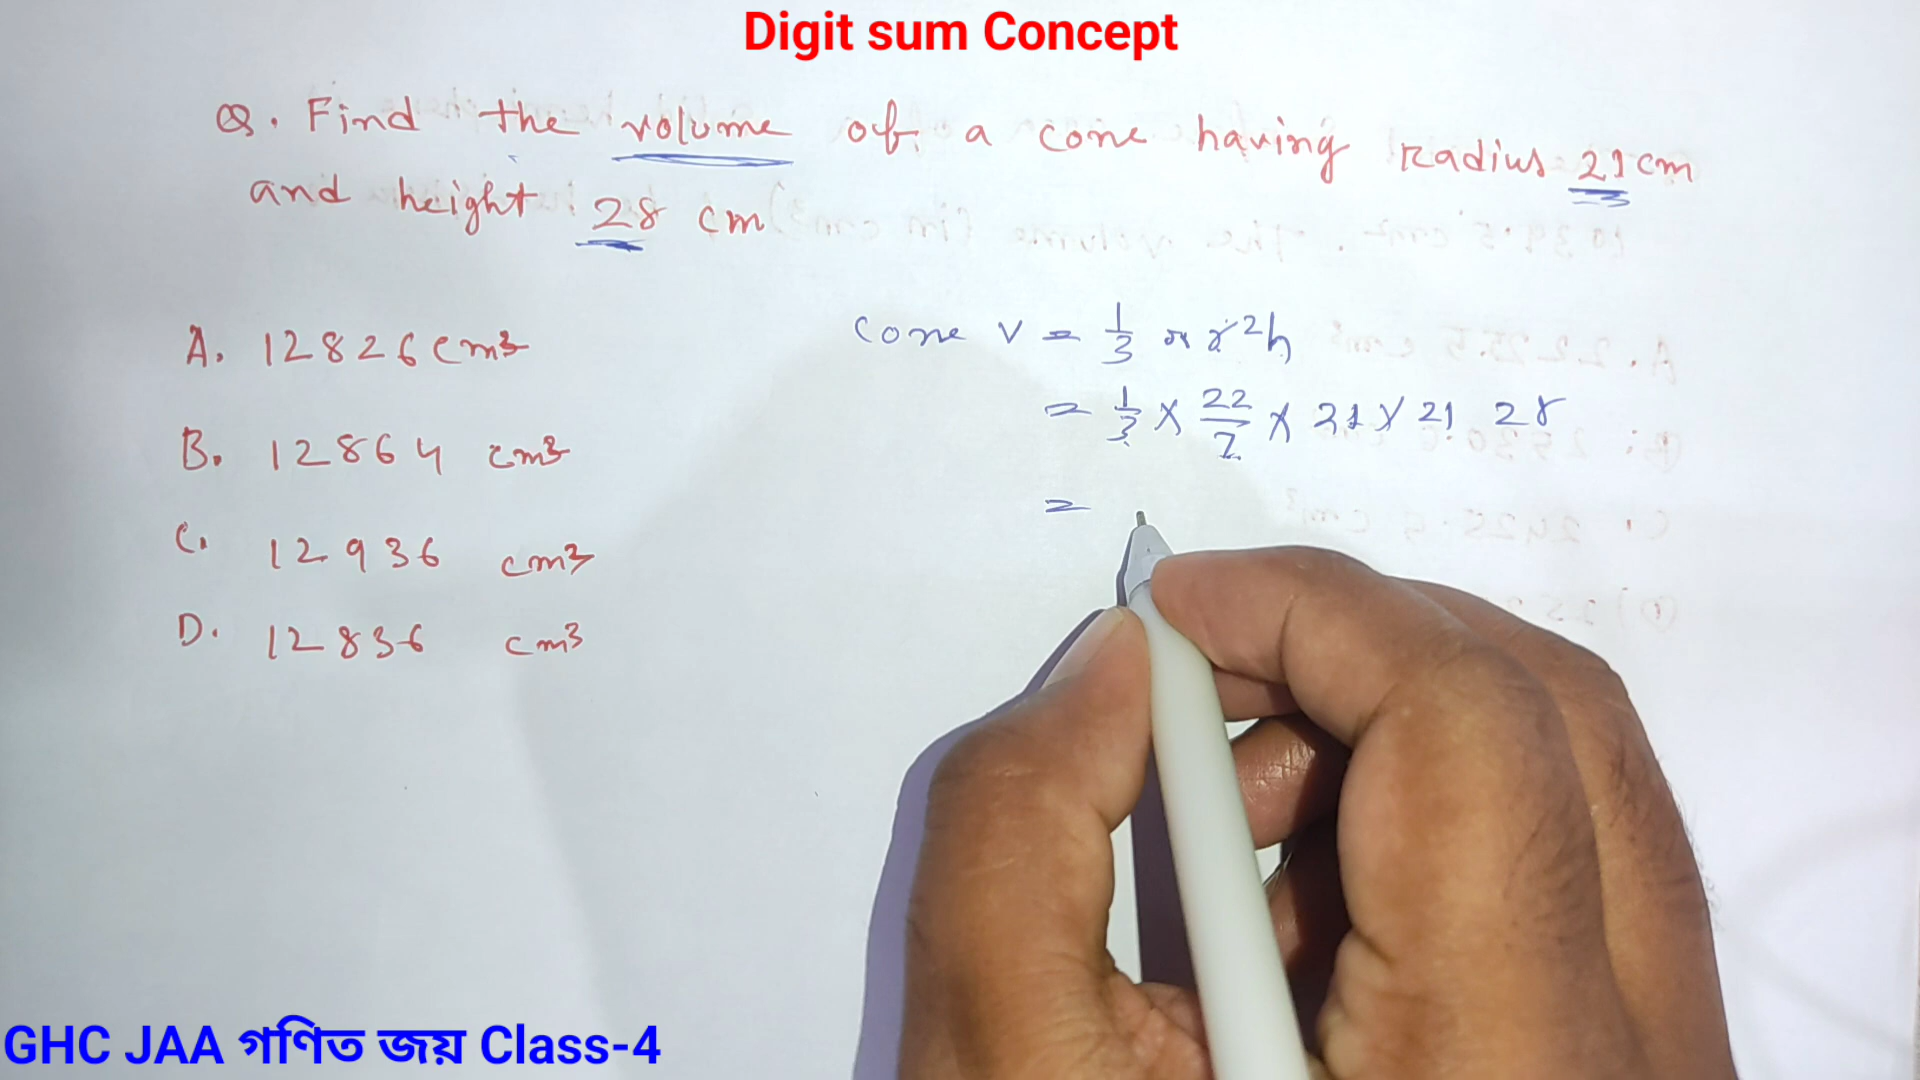 Digit sum Concept
Q. Find the volume of a cone having radius 21 cm
and height 28 cm
A. 12826 cm³
B. 12864 cm³
C. 12936 cm³
D. 12836 cm³
cone V = 1/3 π r²h
= 1/3 × 22/7 × 21 × 21 28
=
GHC JAA গণিত জয় Class-4